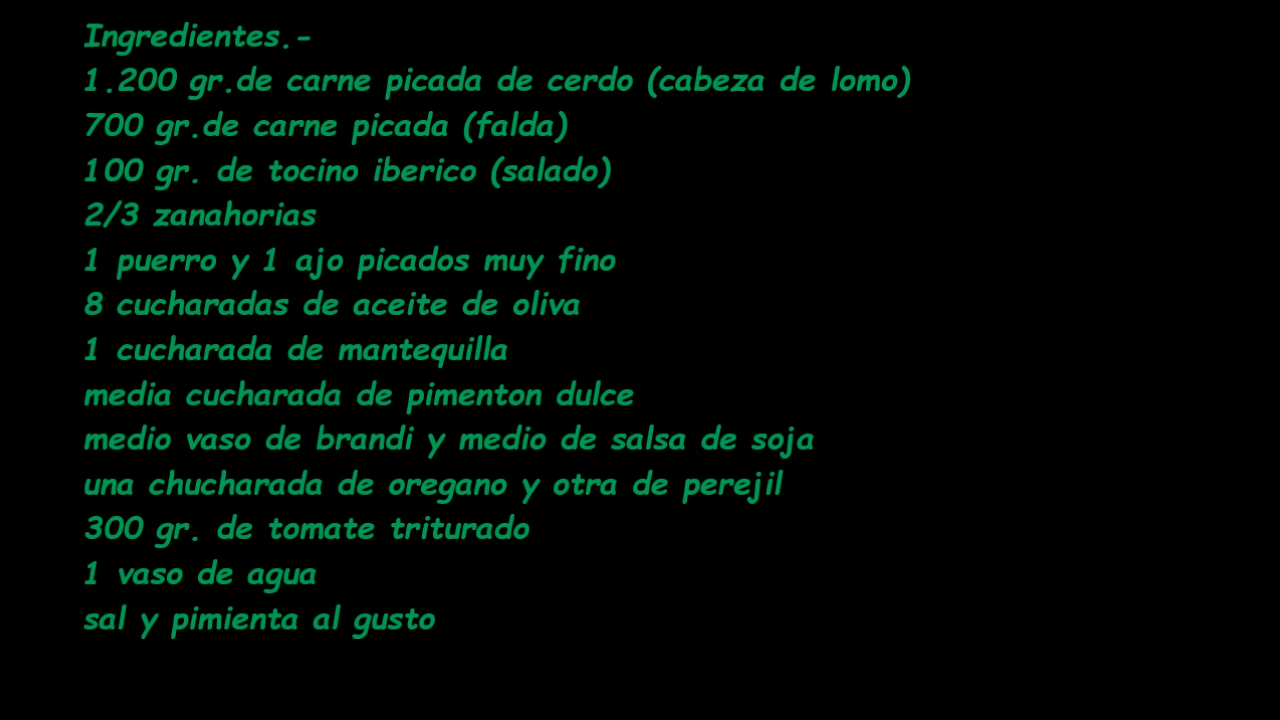 Ingredientes.-
1.200 gr.de carne picada de cerdo (cabeza de lomo)
700 gr.de carne picada (falda)
100 gr. de tocino iberico (salado)
2/3 zanahorias
1 puerro y 1 ajo picados muy fino
8 cucharadas de aceite de oliva
1 cucharada de mantequilla
media cucharada de pimenton dulce
medio vaso de brandi y medio de salsa de soja
una chucharada de oregano y otra de perejil
300 gr. de tomate triturado
1 vaso de agua
sal y pimienta al gusto